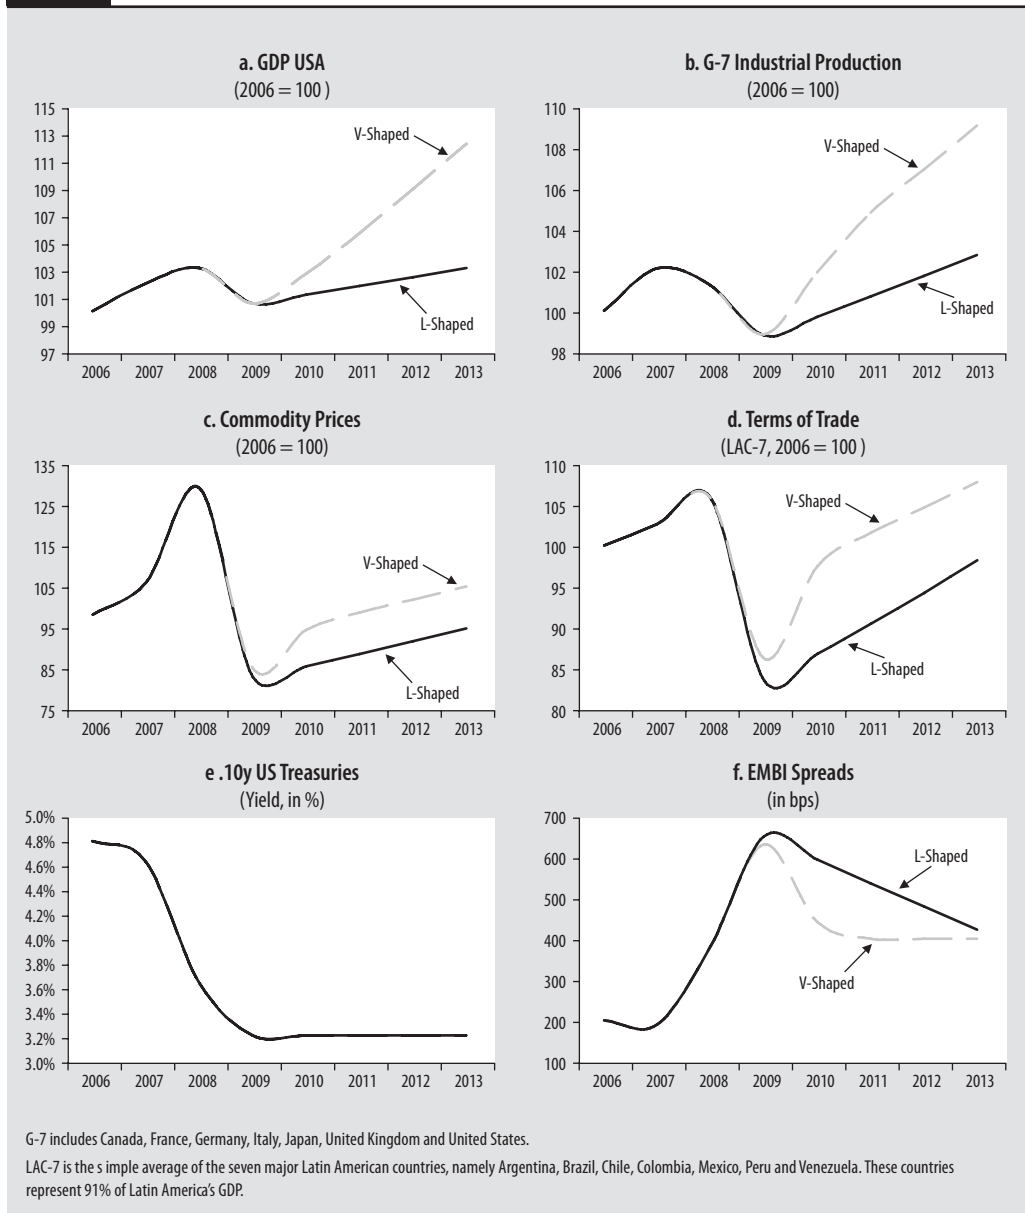 a. GDP USA
(2006 = 100 )
115
113
111
109
107
105
103
101
99
97
V-Shaped
L-Shaped
2006 2007 2008 2009 2010 2011 2012 2013
b. G-7 Industrial Production
(2006 = 100)
110
108
106
104
102
100
98
V-Shaped
L-Shaped
2006 2007 2008 2009 2010 2011 2012 2013
c. Commodity Prices
(2006 = 100)
135
125
115
105
95
85
75
V-Shaped
L-Shaped
2006 2007 2008 2009 2010 2011 2012 2013
d. Terms of Trade
(LAC-7, 2006 = 100 )
110
105
100
95
90
85
80
V-Shaped
L-Shaped
2006 2007 2008 2009 2010 2011 2012 2013
e .10y US Treasuries
(Yield, in %)
5.0%
4.8%
4.6%
4.4%
4.2%
4.0%
3.8%
3.6%
3.4%
3.2%
3.0%
2006 2007 2008 2009 2010 2011 2012 2013
f. EMBI Spreads
(in bps)
700
600
500
400
300
200
100
L-Shaped
V-Shaped
2006 2007 2008 2009 2010 2011 2012 2013
G-7 includes Canada, France, Germany, Italy, Japan, United Kingdom and United States.
LAC-7 is the s imple average of the seven major Latin American countries, namely Argentina, Brazil, Chile, Colombia, Mexico, Peru and Venezuela. These countries
represent 91% of Latin America's GDP.